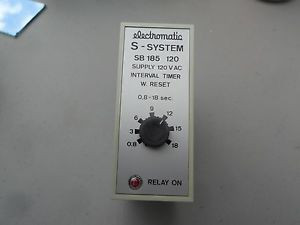 electromatic
S-SYSTEM
SB 185 120
SUPPLY 120 V AC
INTERVAL TIMER
W. RESET
0,8-18 sec.
9
6 12
3 15
0.8 18
RELAY ON